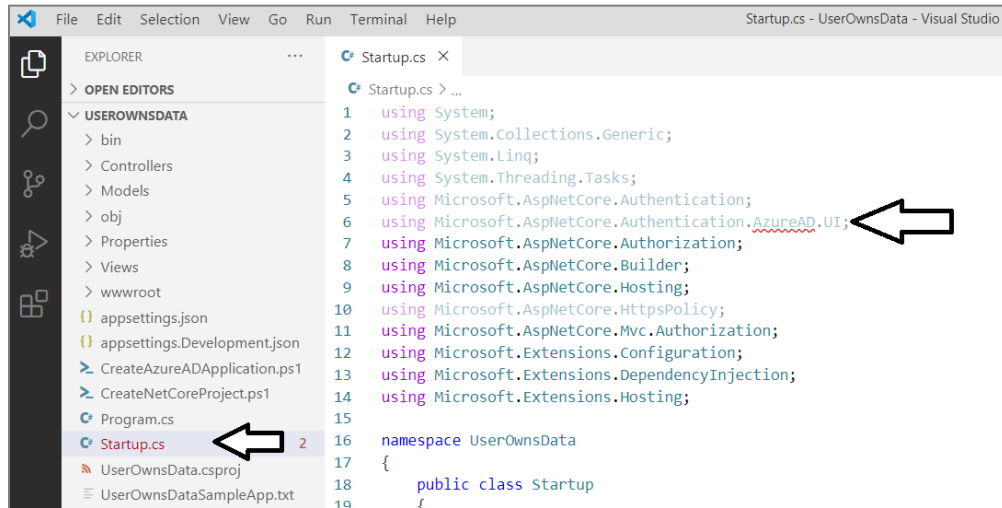 File Edit Selection View Go Run Terminal Help Startup.cs - UserOwnsData - Visual Studio
EXPLORER ...
OPEN EDITORS
USEROWNSDATA
bin
Controllers
Models
obj
Properties
Views
wwwroot
{} appsettings.json
{} appsettings.Development.json
CreateAzureADApplication.ps1
CreateNetCoreProject.ps1
C# Program.cs
C# Startup.cs 2
UserOwnsData.csproj
UserOwnsDataSampleApp.txt
C# Startup.cs ×
C# Startup.cs > ...
1 using System;
2 using System.Collections.Generic;
3 using System.Linq;
4 using System.Threading.Tasks;
5 using Microsoft.AspNetCore.Authentication;
6 using Microsoft.AspNetCore.Authentication.AzureAD.UI;
7 using Microsoft.AspNetCore.Authorization;
8 using Microsoft.AspNetCore.Builder;
9 using Microsoft.AspNetCore.Hosting;
10 using Microsoft.AspNetCore.HttpsPolicy;
11 using Microsoft.AspNetCore.Mvc.Authorization;
12 using Microsoft.Extensions.Configuration;
13 using Microsoft.Extensions.DependencyInjection;
14 using Microsoft.Extensions.Hosting;
15
16 namespace UserOwnsData
17 {
18 public class Startup
19 {